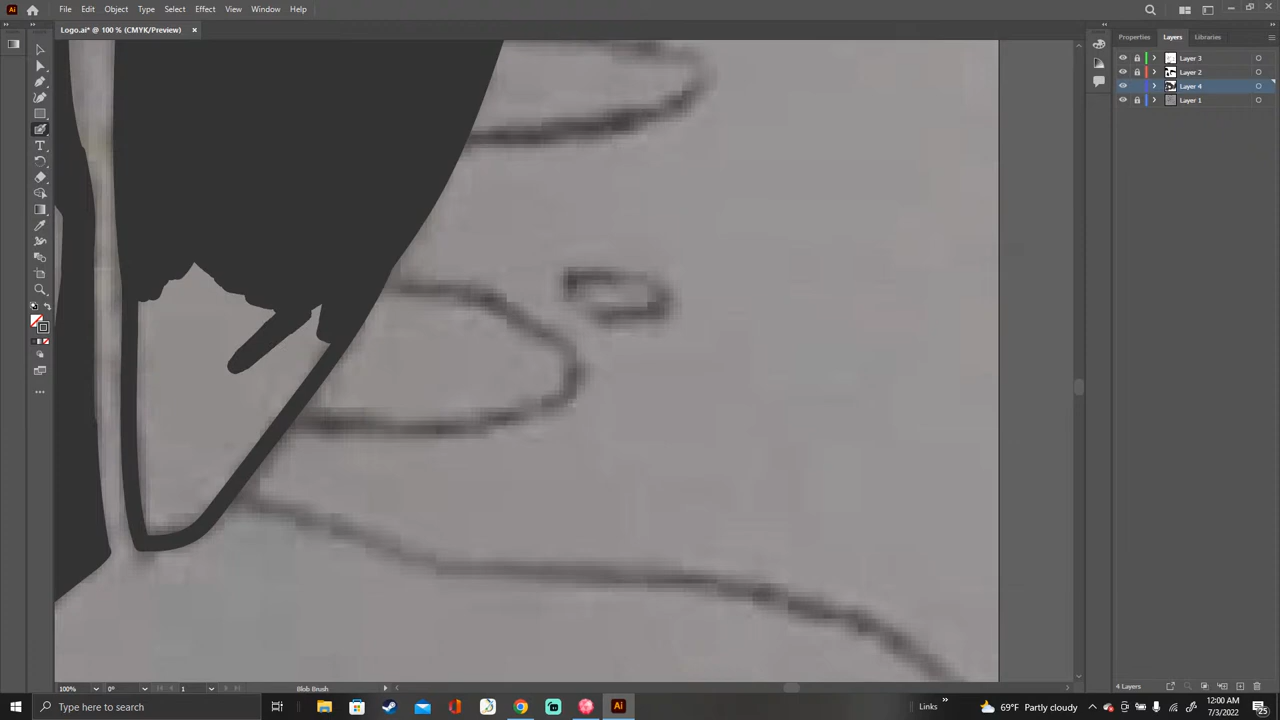 File Edit Object Type Select Effect View Window Help
Logo.ai* @ 100 % (CMYK/Preview) ×
Properties Layers Libraries
Layer 3
Layer 2
Layer 4
Layer 1
100% 0° 1 Blob Brush
4 Layers
Type here to search
Links
69°F Partly cloudy
12:00 AM
7/3/2022
Ai
Ai